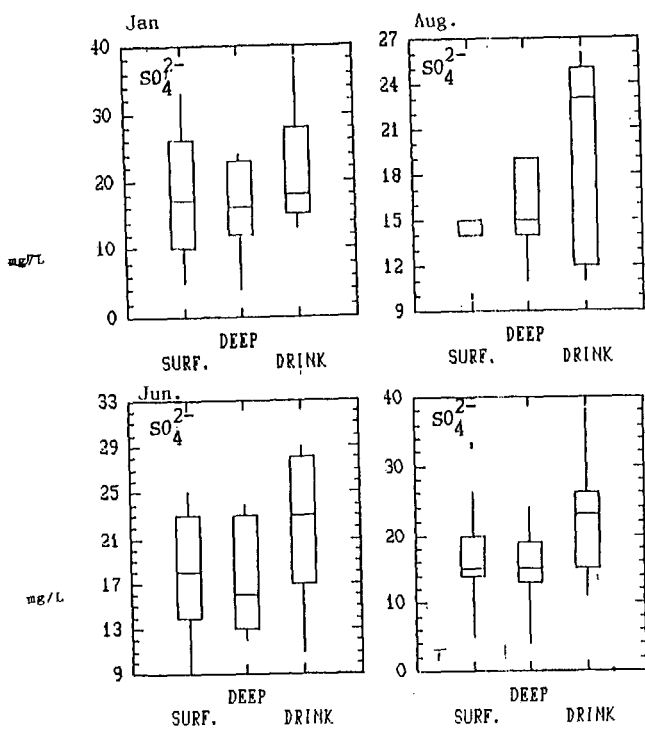 Jan
40
30
20
10
0
SO4^2-
mg/L
DEEP
SURF. DRINK
Aug.
27
24
21
18
15
12
9
SO4^2-
DEEP
SURF. DRINK
Jun.
33
29
25
21
17
13
9
SO4^2-
mg/L
DEEP
SURF. DRINK
40
30
20
10
0
SO4^2-
DEEP
SURF. DRINK